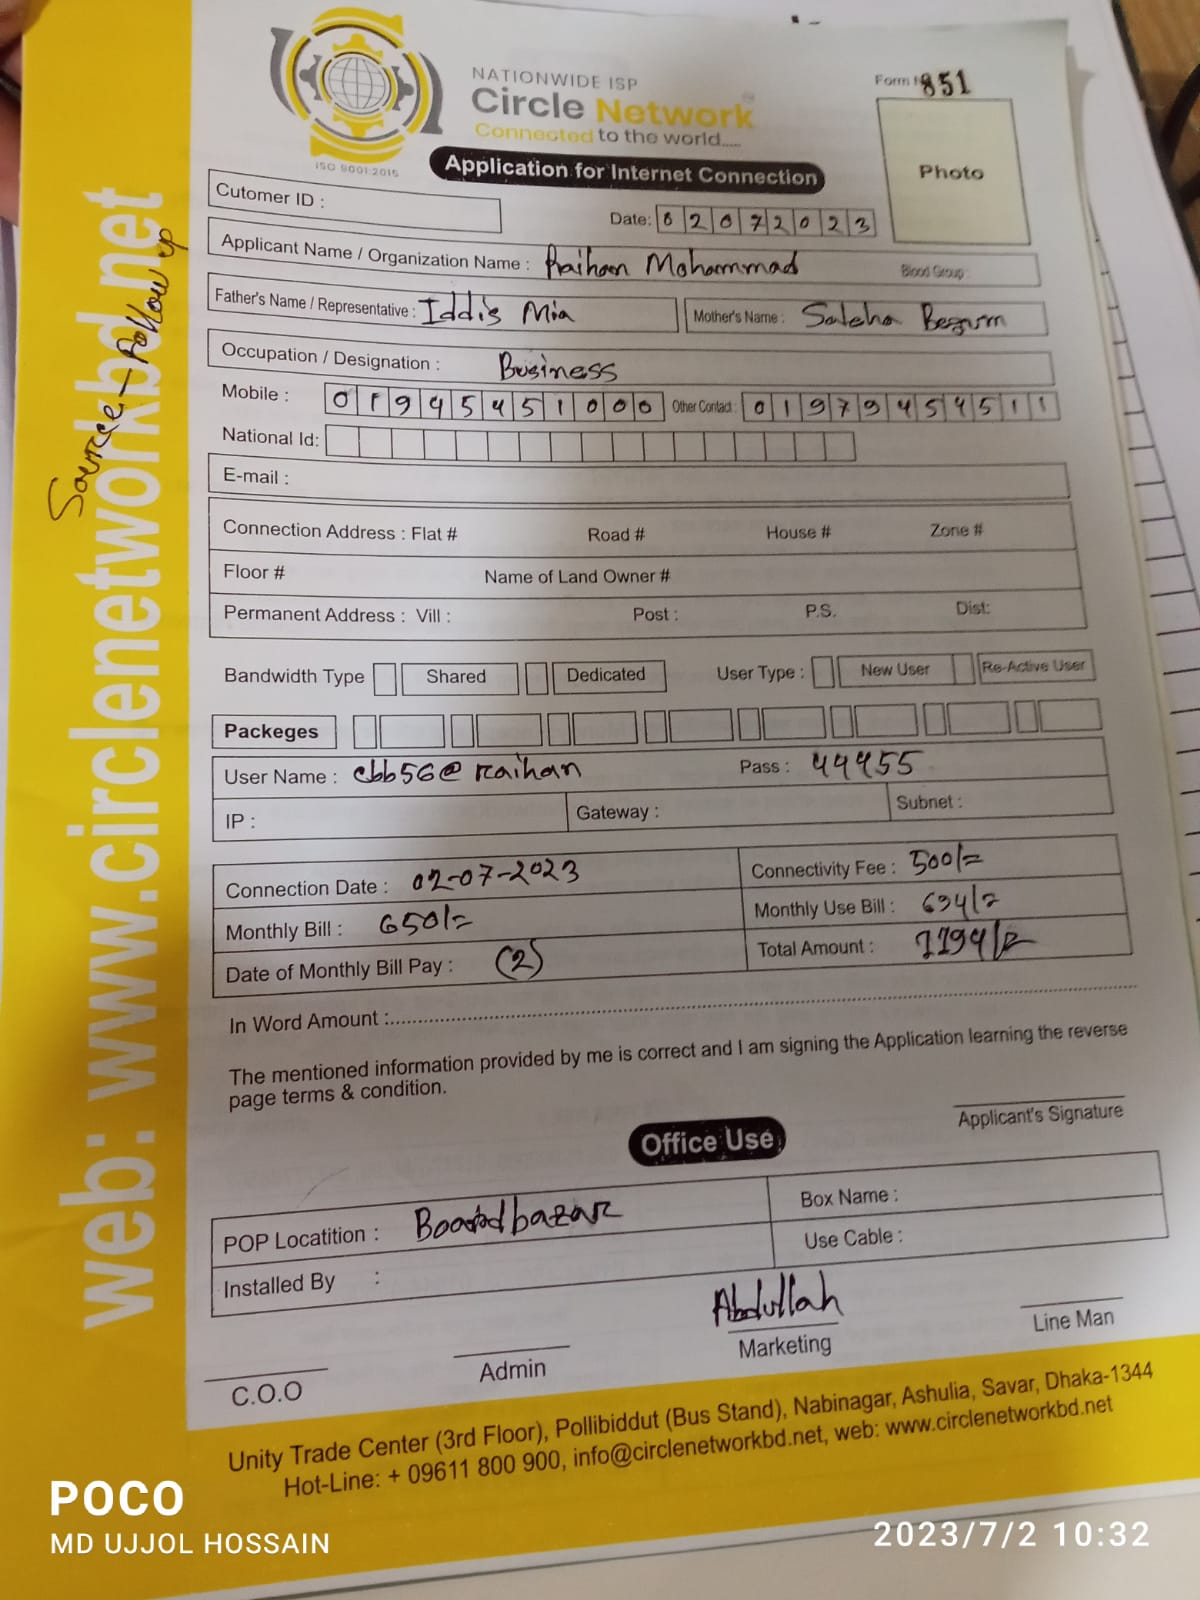 NATIONWIDE ISP
Circle Network
Connected to the world.....
ISO 9001:2015
Form 851
Photo
Application for Internet Connection
Cutomer ID :
Date: 02072023
Applicant Name / Organization Name : Raihan Mohammad Blood Group :
Father's Name / Representative : Iddis Mia Mother's Name : Saleha Begum
Occupation / Designation : Business
Mobile : 01945451000 Other Contact : 01979454511
National Id:
E-mail :
Connection Address : Flat # Road # House # Zone #
Floor # Name of Land Owner #
Permanent Address : Vill : Post : P.S. Dist:
Bandwidth Type Shared Dedicated User Type : New User Re-Active User
Packeges
User Name : cbb56@raihan Pass : 44455
IP : Gateway : Subnet :
Connection Date : 02-07-2023 Connectivity Fee : 500/=
Monthly Bill : 650/= Monthly Use Bill : 694/=
Date of Monthly Bill Pay : (2) Total Amount : 1194/=
In Word Amount :
The mentioned information provided by me is correct and I am signing the Application learning the reverse
page terms & condition.
Applicant's Signature
Office Use
POP Locatition : Boardbazar Box Name :
Installed By : Use Cable :
Abdullah
C.O.O Admin Marketing Line Man
Unity Trade Center (3rd Floor), Pollibiddut (Bus Stand), Nabinagar, Ashulia, Savar, Dhaka-1344
Hot-Line: + 09611 800 900, info@circlenetworkbd.net, web: www.circlenetworkbd.net
web: www.circlenetworkbd.net
Source - Follow up
POCO
MD UJJOL HOSSAIN
2023/7/2 10:32